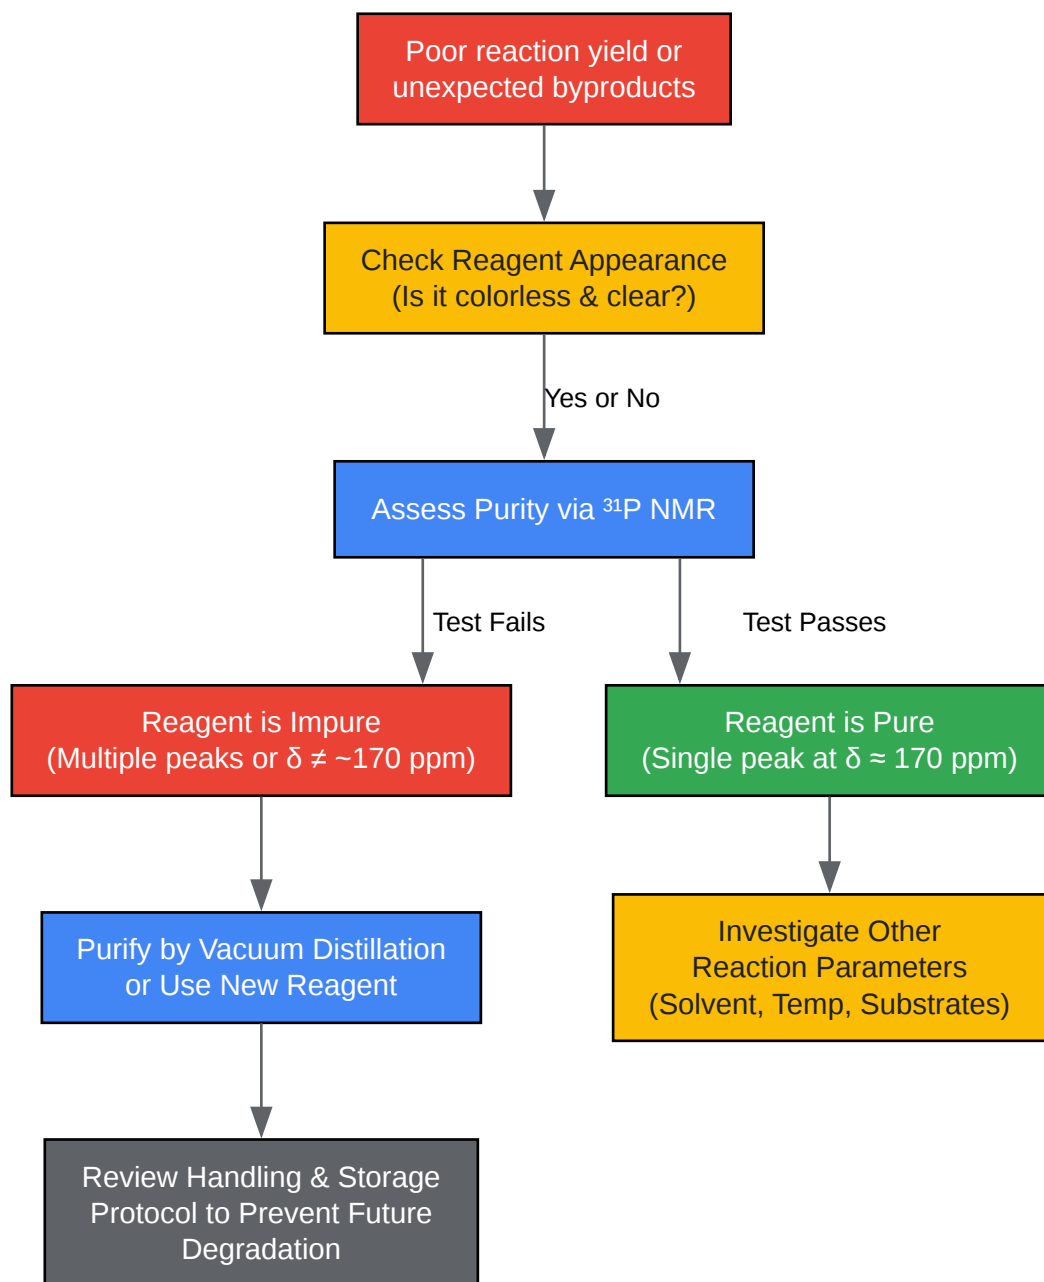 Poor reaction yield or
unexpected byproducts
Check Reagent Appearance
(Is it colorless & clear?)
Yes or No
Assess Purity via ³¹P NMR
Test Fails
Test Passes
Reagent is Impure
(Multiple peaks or δ ≠ ~170 ppm)
Reagent is Pure
(Single peak at δ ≈ 170 ppm)
Purify by Vacuum Distillation
or Use New Reagent
Investigate Other
Reaction Parameters
(Solvent, Temp, Substrates)
Review Handling & Storage
Protocol to Prevent Future
Degradation